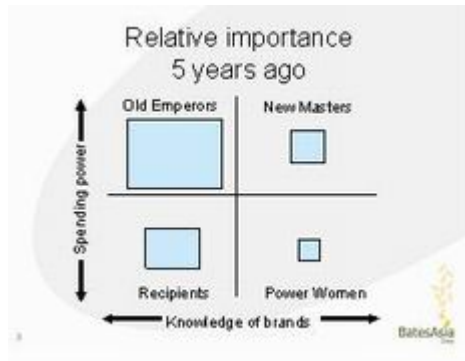 Relative importance
5 years ago
Old Emperors
New Masters
Spending power
Recipients
Power Women
Knowledge of brands
BatesAsia